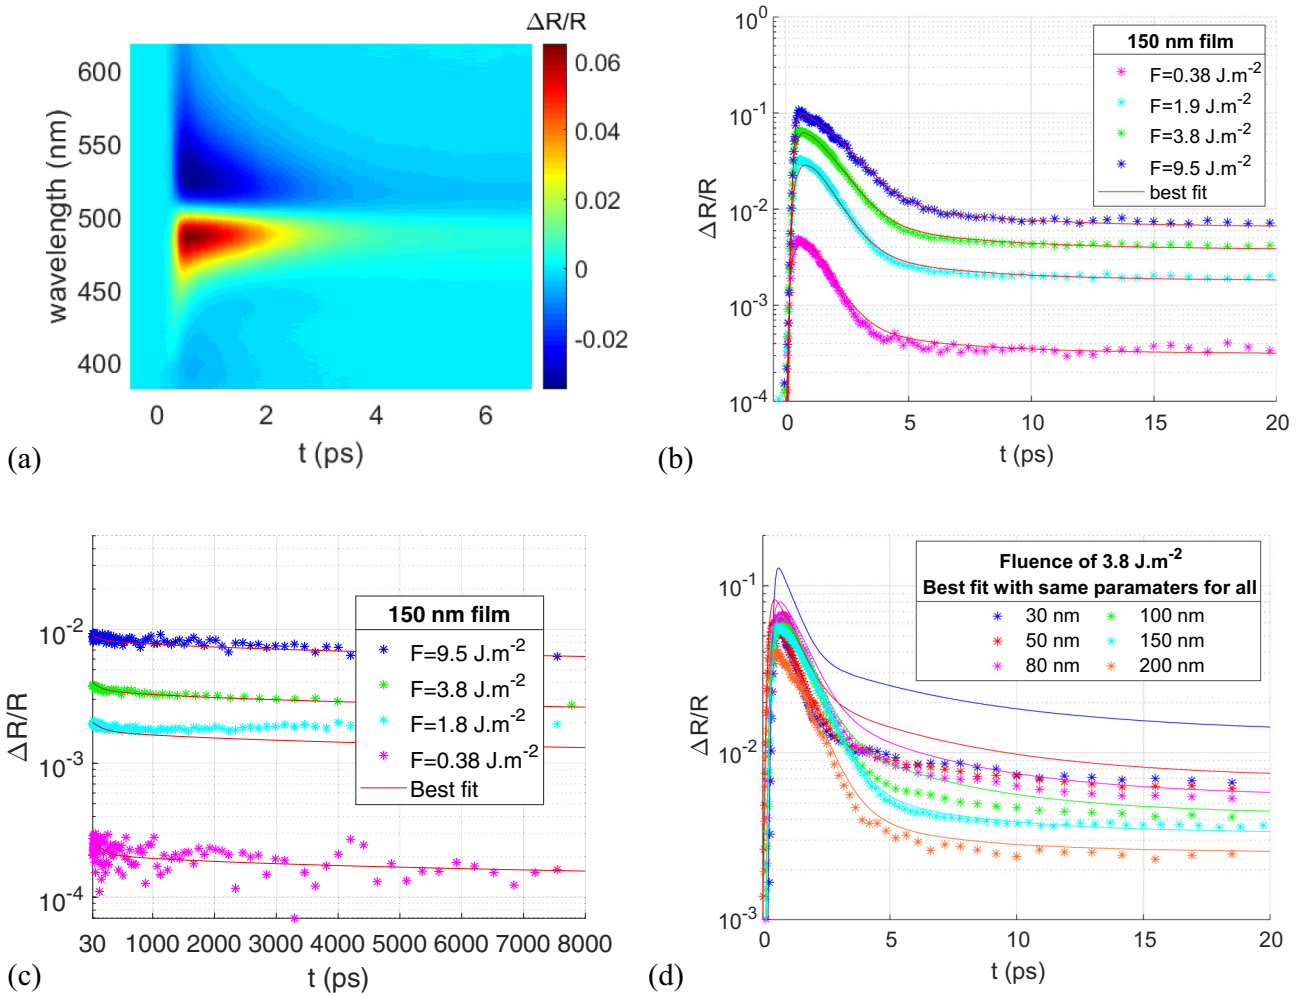 ΔR/R
600
550
500
450
400
wavelength (nm)
0.06
0.04
0.02
0
-0.02
0
2
4
6
t (ps)
(a)
10⁰
10⁻¹
10⁻²
10⁻³
10⁻⁴
ΔR/R
150 nm film
F=0.38 J.m⁻²
F=1.9 J.m⁻²
F=3.8 J.m⁻²
F=9.5 J.m⁻²
best fit
0
5
10
15
20
t (ps)
(b)
10⁻²
10⁻³
10⁻⁴
ΔR/R
150 nm film
F=9.5 J.m⁻²
F=3.8 J.m⁻²
F=1.8 J.m⁻²
F=0.38 J.m⁻²
Best fit
30 1000 2000 3000 4000 5000 6000 7000 8000
t (ps)
(c)
10⁻¹
10⁻²
10⁻³
ΔR/R
Fluence of 3.8 J.m⁻²
Best fit with same paramaters for all
30 nm 100 nm
50 nm 150 nm
80 nm 200 nm
0
5
10
15
20
t (ps)
(d)